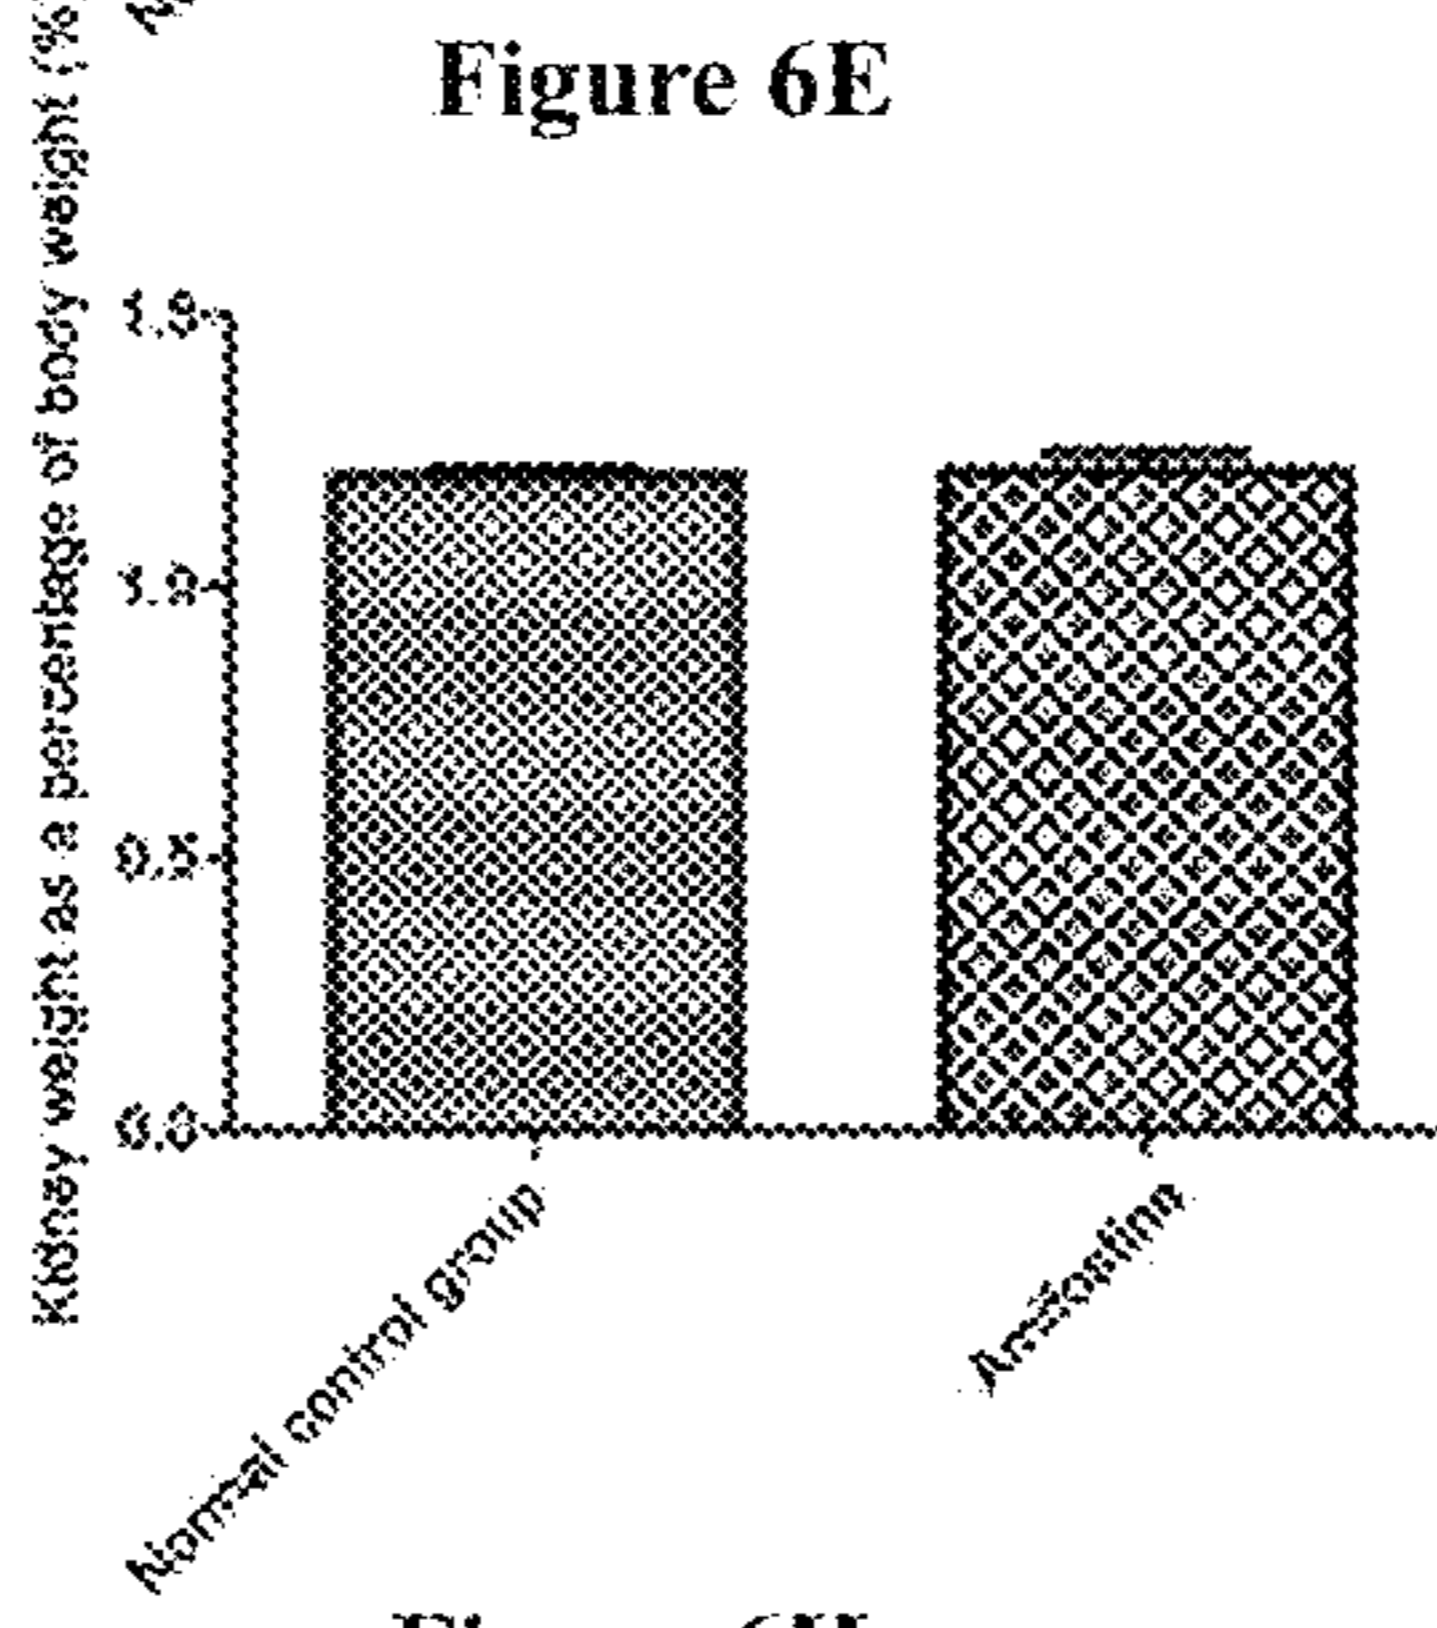 Figure 6E
Kidney weight as a percentage of body weight (%)
1.5
1.0
0.5
0.0
Normal control group
Amifostine